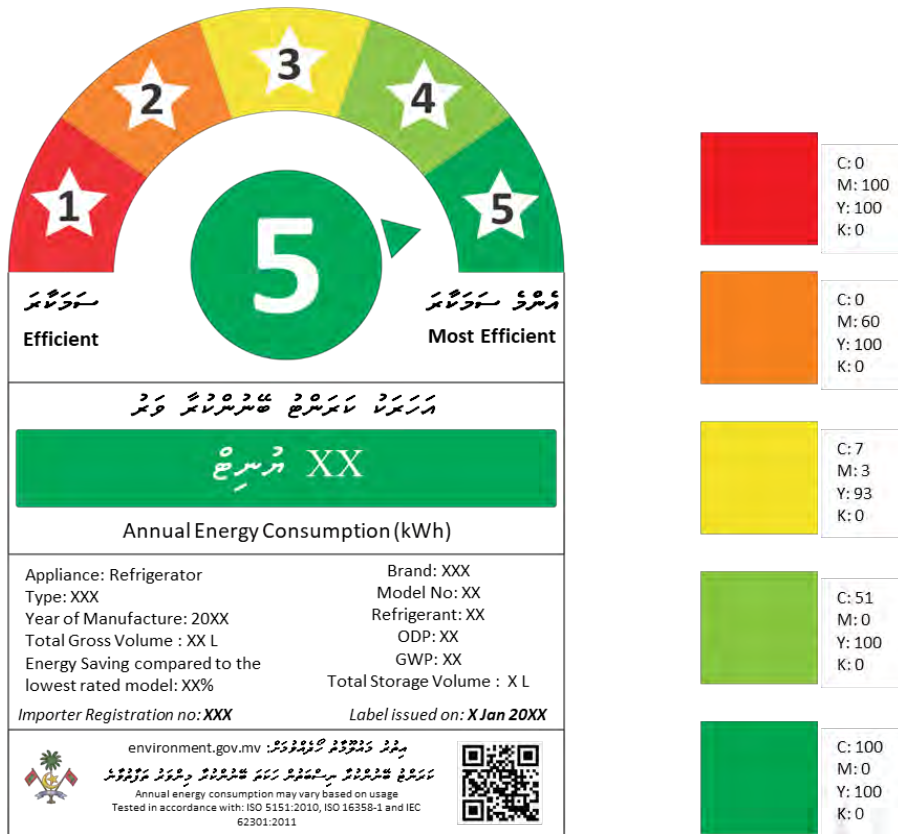 1
2
3
4
5
5
ސަމަކާރަ
Efficient
އެންމެ ސަމަކާރަ
Most Efficient
އަހަރަކު ކަރަންޓު ބޭނުންކުރާ ވަރު
XX ޔުނިޓް
Annual Energy Consumption (kWh)
Appliance: Refrigerator
Type: XXX
Year of Manufacture: 20XX
Total Gross Volume : XX L
Energy Saving compared to the
lowest rated model: XX%
Brand: XXX
Model No: XX
Refrigerant: XX
ODP: XX
GWP: XX
Total Storage Volume : X L
Importer Registration no: XXX
Label issued on: X Jan 20XX
އިތުރު މަޢުލޫމާތު ހޯއްދެވުމަށް: environment.gov.mv
ކަރަންޓު ބޭނުންކުރާ ނިސްބަތުން ހަކަތަ ބޭނުންކުރާ މިންވަރު ތަފާތުވާނެ
Annual energy consumption may vary based on usage
Tested in accordance with: ISO 5151:2010, ISO 16358-1 and IEC
62301:2011
C: 0
M: 100
Y: 100
K: 0
C: 0
M: 60
Y: 100
K: 0
C: 7
M: 3
Y: 93
K: 0
C: 51
M: 0
Y: 100
K: 0
C: 100
M: 0
Y: 100
K: 0